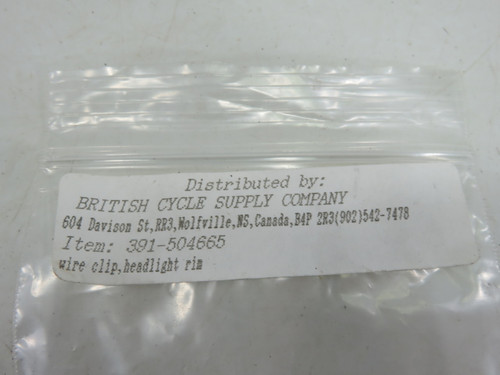 Distributed by:
BRITISH CYCLE SUPPLY COMPANY
604 Davison St,RR3,Wolfville,NS,Canada,B4P 2R3(902)542-7478
Item: 391-504665
wire clip,headlight rim